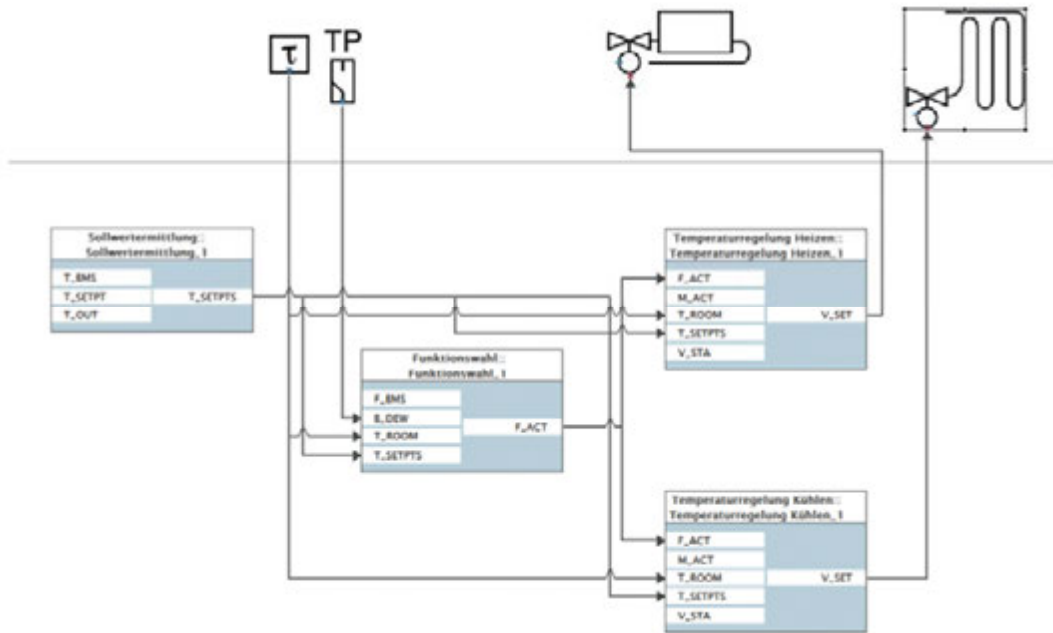 τ
TP
Sollwertermittlung::
Sollwertermittlung_1
T_BMS
T_SETPT
T_SETPTS
T_OUT
Temperaturregelung Heizen::
Temperaturregelung Heizen_1
F_ACT
M_ACT
T_ROOM
V_SET
T_SETPTS
V_STA
Funktionswahl::
Funktionswahl_1
F_BMS
B_DEW
F_ACT
T_ROOM
T_SETPTS
Temperaturregelung Kühlen::
Temperaturregelung Kühlen_1
F_ACT
M_ACT
T_ROOM
V_SET
T_SETPTS
V_STA